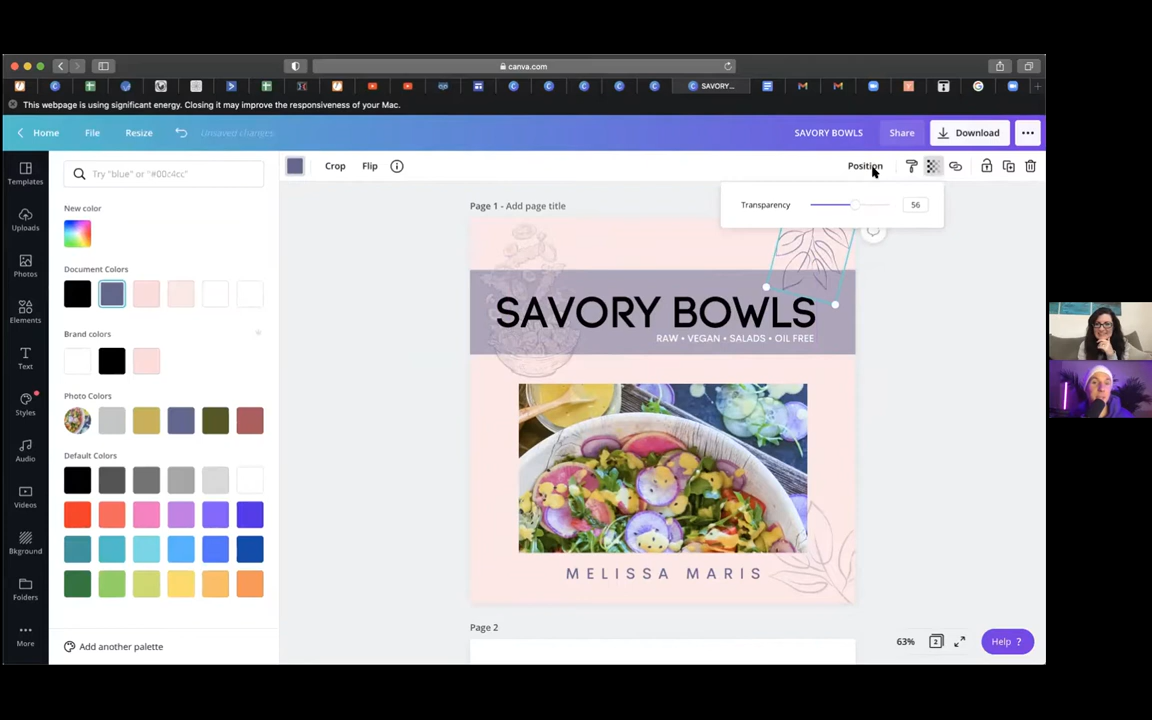 canva.com
SAVORY...
This webpage is using significant energy. Closing it may improve the responsiveness of your Mac.
Home
File
Resize
Unsaved changes
SAVORY BOWLS
Share
Download
Templates
Uploads
Photos
Elements
Text
Styles
Audio
Videos
Bkground
Folders
More
Try "blue" or "#00c4cc"
New color
Document Colors
Brand colors
Photo Colors
Default Colors
Add another palette
Crop
Flip
Position
Transparency
56
Page 1 - Add page title
SAVORY BOWLS
RAW • VEGAN • SALADS • OIL FREE
MELISSA MARIS
Page 2
63%
2
Help ?